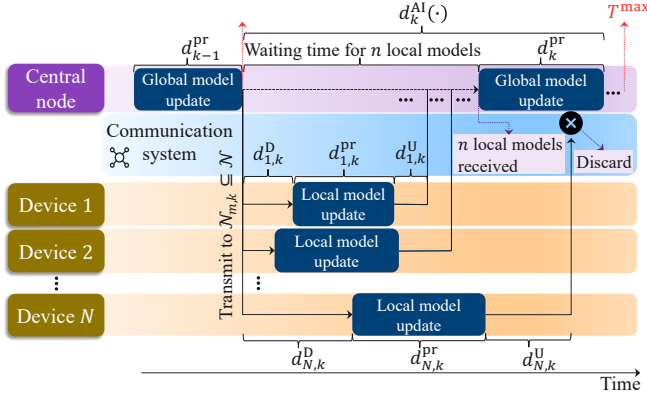 d_k^AI(·)
T^max
d_{k−1}^pr
Waiting time for n local models
d_k^pr
Central
node
Global model
update
Global model
update
...
... ... ...
Communication
system
d_{1,k}^D
d_{1,k}^pr
d_{1,k}^U
n local models
received
Discard
Transmit to 𝒩_{m,k} ⊆ 𝒩
Device 1
Local model
update
Device 2
Local model
update
...
...
Device N
Local model
update
d_{N,k}^D
d_{N,k}^pr
d_{N,k}^U
Time